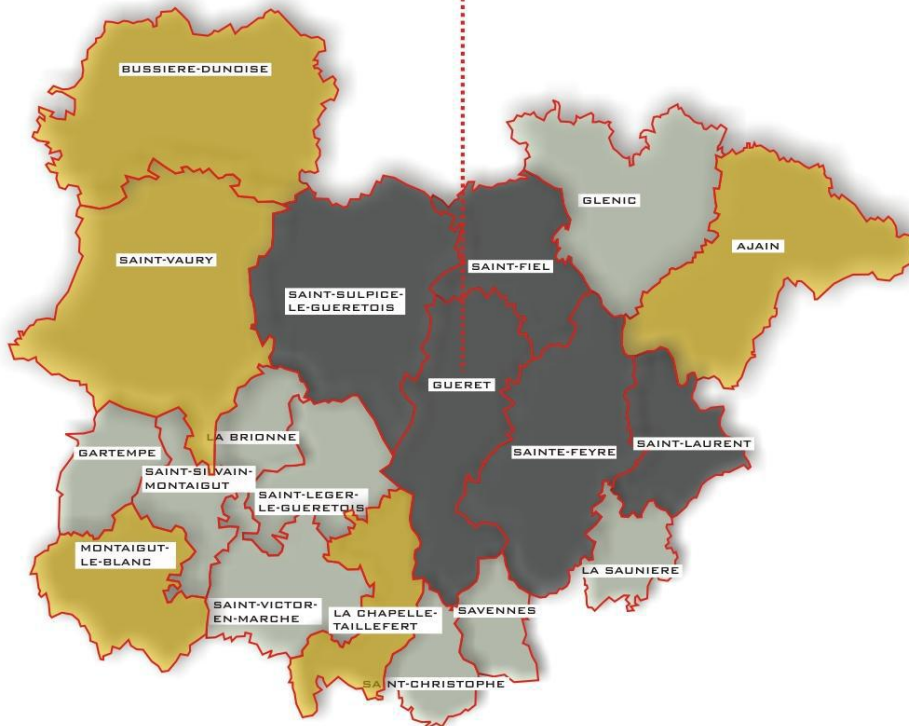 BUSSIERE-DUNOISE
GLENIC
AJAIN
SAINT-VAURY
SAINT-FIEL
SAINT-SULPICE-
LE-GUERETOIS
GUERET
LA BRIONNE
SAINT-LAURENT
GARTEMPE
SAINTE-FEYRE
SAINT-SILVAIN-
MONTAIGUT
SAINT-LEGER-
LE-GUERETOIS
MONTAIGUT-
LE-BLANC
LA SAUNIERE
SAINT-VICTOR-
EN-MARCHE
LA CHAPELLE-
TAILLEFERT
SAVENNES
SAINT-CHRISTOPHE